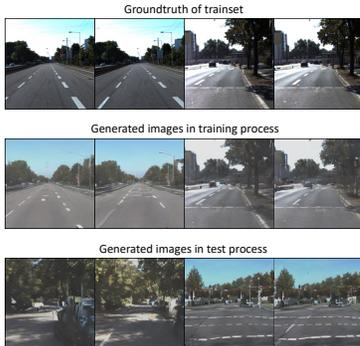 Groundtruth of trainset
Generated images in training process
Generated images in test process